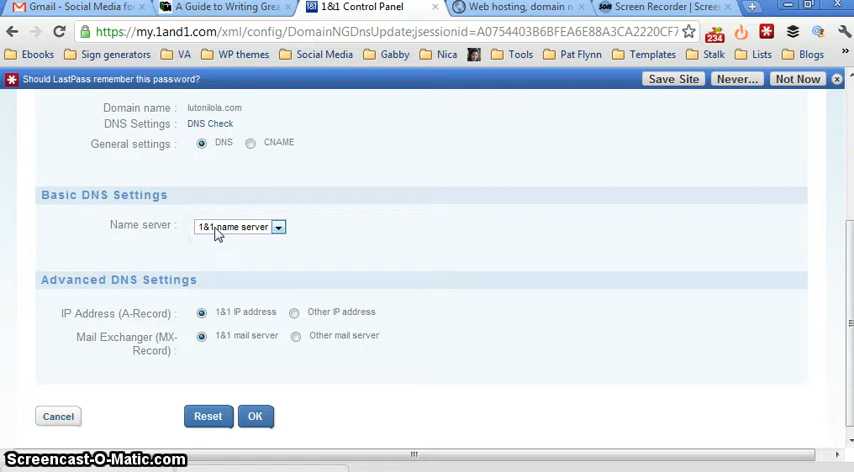 Gmail - Social Media fo
A Guide to Writing Grea
1&1 Control Panel
Web hosting, domain n
Screen Recorder | Scree
https://my.1and1.com/xml/config/DomainNGDnsUpdate;jsessionid=A0754403B6BFEA6E88A3CA2220CF7
234
Ebooks
Sign generators
VA
WP themes
Social Media
Gabby
Nica
Tools
Pat Flynn
Templates
Stalk
Lists
Blogs
Should LastPass remember this password?
Save Site
Never...
Not Now
Domain name : lutonilola.com
DNS Settings : DNS Check
General settings : DNS CNAME
Basic DNS Settings
Name server : 1&1 name server
Advanced DNS Settings
IP Address (A-Record) : 1&1 IP address Other IP address
Mail Exchanger (MX- 1&1 mail server Other mail server
Record) :
Cancel
Reset
OK
Screencast-O-Matic.com